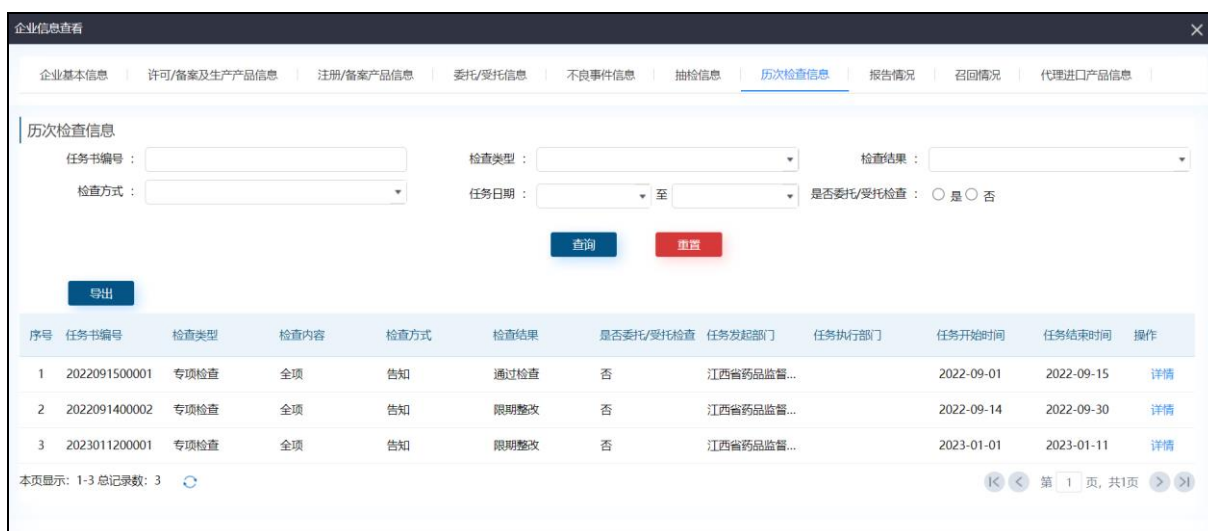 企业信息查看
企业基本信息 许可/备案及生产产品信息 注册/备案产品信息 委托/受托信息 不良事件信息 抽检信息 历次检查信息 报告情况 召回情况 代理进口产品信息
历次检查信息
任务书编号 : 检查类型 : 检查结果 :
检查方式 : 任务日期 : 至 是否委托/受托检查 : 是 否
查询 重置
导出
序号 任务书编号 检查类型 检查内容 检查方式 检查结果 是否委托/受托检查 任务发起部门 任务执行部门 任务开始时间 任务结束时间 操作
1 2022091500001 专项检查 全项 告知 通过检查 否 江西省药品监督... 2022-09-01 2022-09-15 详情
2 2022091400002 专项检查 全项 告知 限期整改 否 江西省药品监督... 2022-09-14 2022-09-30 详情
3 2023011200001 专项检查 全项 告知 限期整改 否 江西省药品监督... 2023-01-01 2023-01-11 详情
本页显示: 1-3 总记录数: 3 第 1 页, 共1页